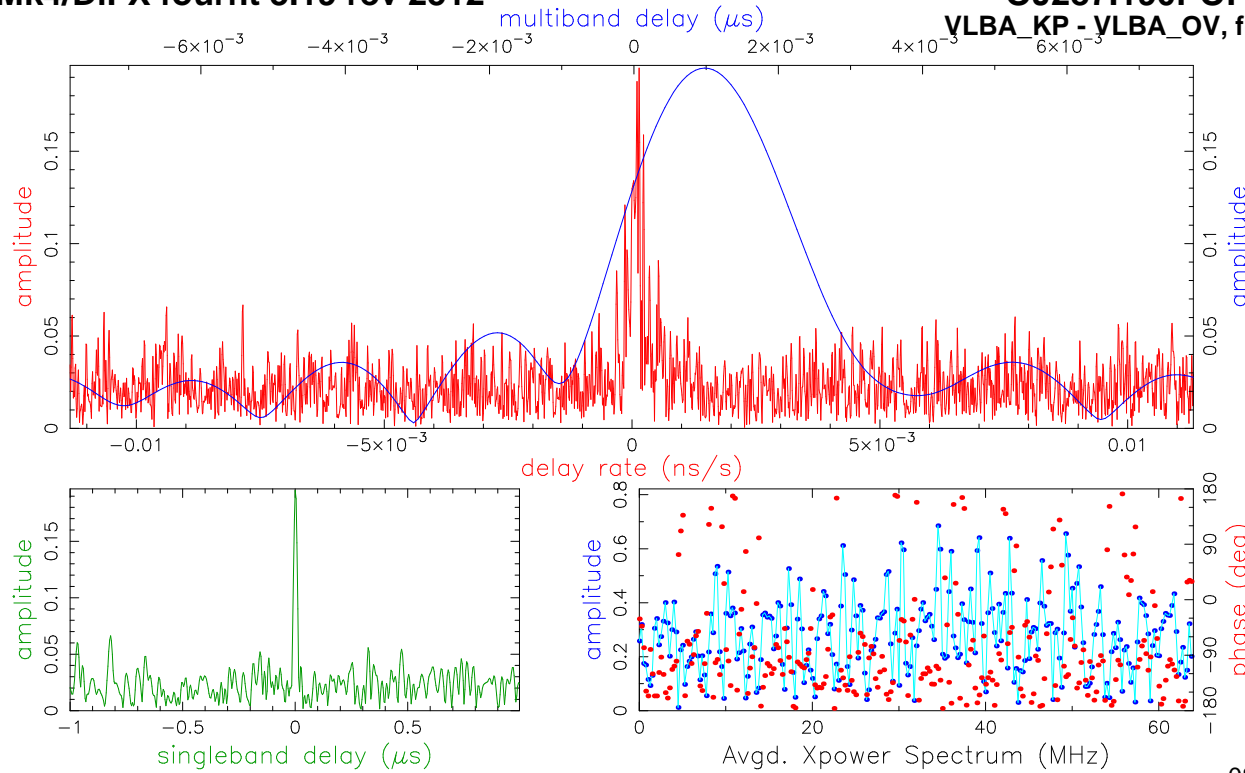 multiband delay (μs)
VLBA_KP - VLBA_OV, f
−6×10⁻³ −4×10⁻³ −2×10⁻³ 0 2×10⁻³ 4×10⁻³ 6×10⁻³
amplitude
0 0.05 0.1 0.15
amplitude
0 0.05 0.1 0.15
−0.01 −5×10⁻³ 0 5×10⁻³ 0.01
delay rate (ns/s)
amplitude
0 0.05 0.1 0.15
−1 −0.5 0 0.5
singleband delay (μs)
amplitude
0 0.2 0.4 0.6 0.8
phase (deg)
180 90 0 −90 −180
0 20 40 60
Avgd. Xpower Spectrum (MHz)